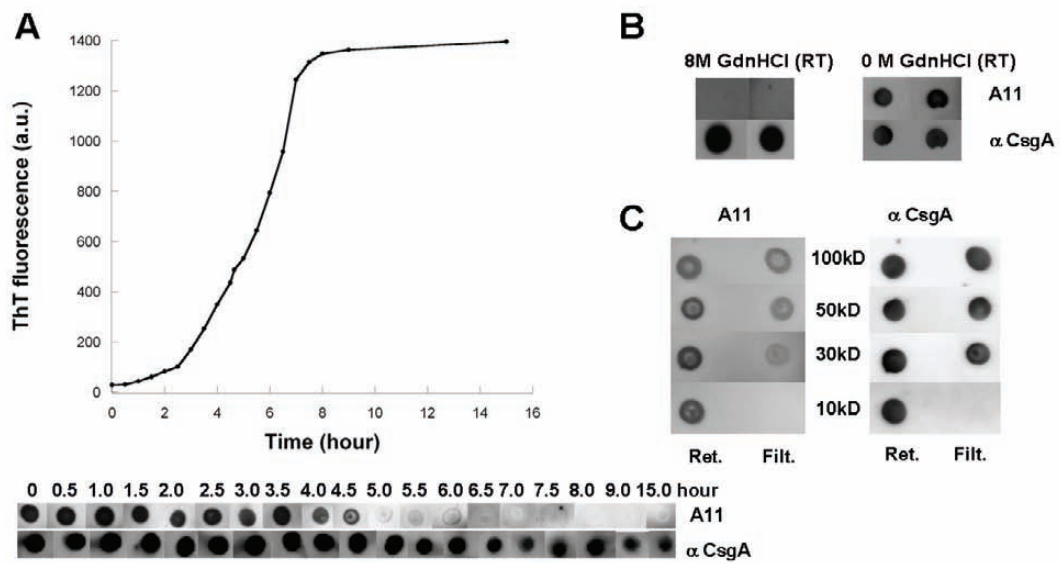 A
ThT fluorescence (a.u.)
1400
1200
1000
800
600
400
200
0
0 2 4 6 8 10 12 14 16
Time (hour)
0 0.5 1.0 1.5 2.0 2.5 3.0 3.5 4.0 4.5 5.0 5.5 6.0 6.5 7.0 7.5 8.0 9.0 15.0 hour
A11
α CsgA
B
8M GdnHCl (RT) 0 M GdnHCl (RT)
A11
α CsgA
C
A11 α CsgA
100kD
50kD
30kD
10kD
Ret. Filt. Ret. Filt.